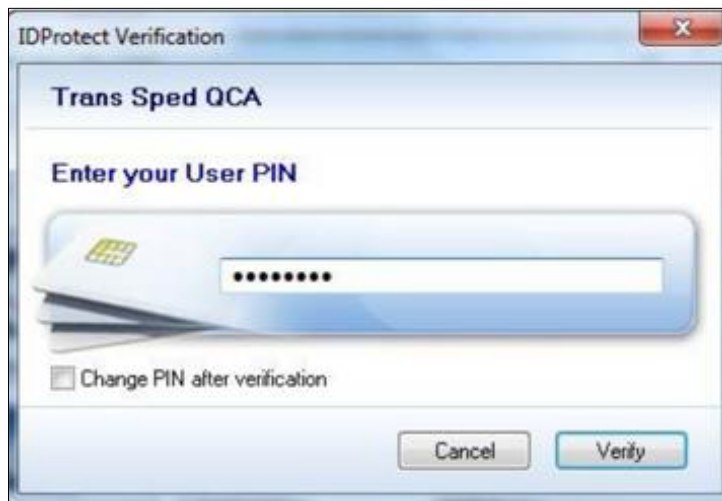 IDProtect Verification
Trans Sped QCA
Enter your User PIN
••••••••
Change PIN after verification
Cancel
Verify